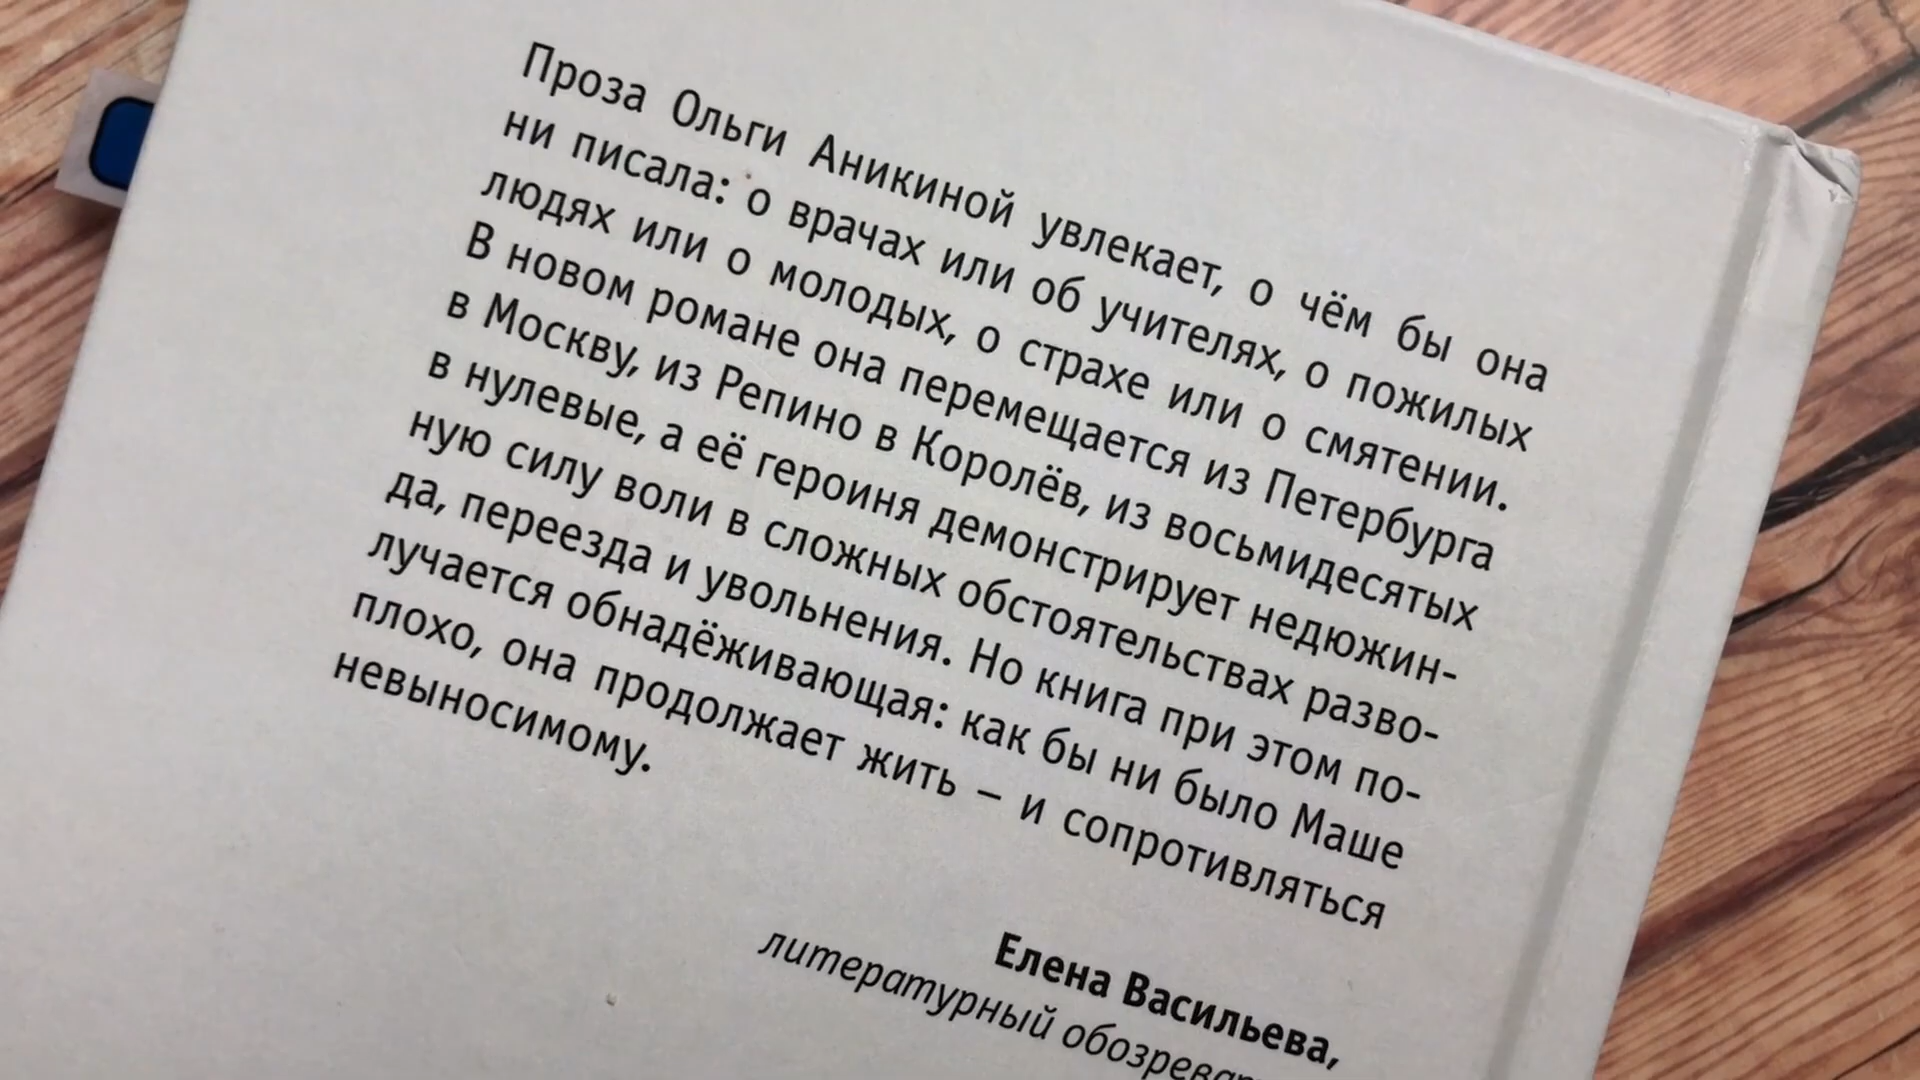 Проза Ольги Аникиной увлекает, о чём бы она
ни писала: о врачах или об учителях, о пожилых
людях или о молодых, о страхе или о смятении.
В новом романе она перемещается из Петербурга
в Москву, из Репино в Королёв, из восьмидесятых
в нулевые, а её героиня демонстрирует недюжин-
ную силу воли в сложных обстоятельствах разво-
да, переезда и увольнения. Но книга при этом по-
лучается обнадёживающая: как бы ни было Маше
плохо, она продолжает жить – и сопротивляться
невыносимому.
Елена Васильева,
литературный